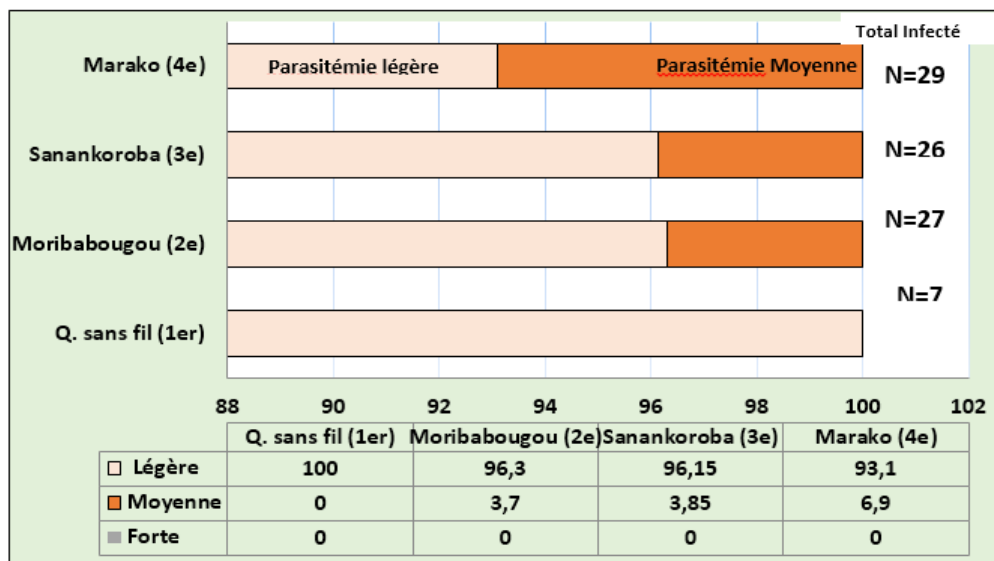 Total Infecté
Marako (4e)
Parasitémie légère
Parasitémie Moyenne
N=29
Sanankoroba (3e)
N=26
Moribabougou (2e)
N=27
N=7
Q. sans fil (1er)
88 90 92 94 96 98 100 102
Q. sans fil (1er) Moribabougou (2e) Sanankoroba (3e) Marako (4e)
Légère 100 96,3 96,15 93,1
Moyenne 0 3,7 3,85 6,9
Forte 0 0 0 0